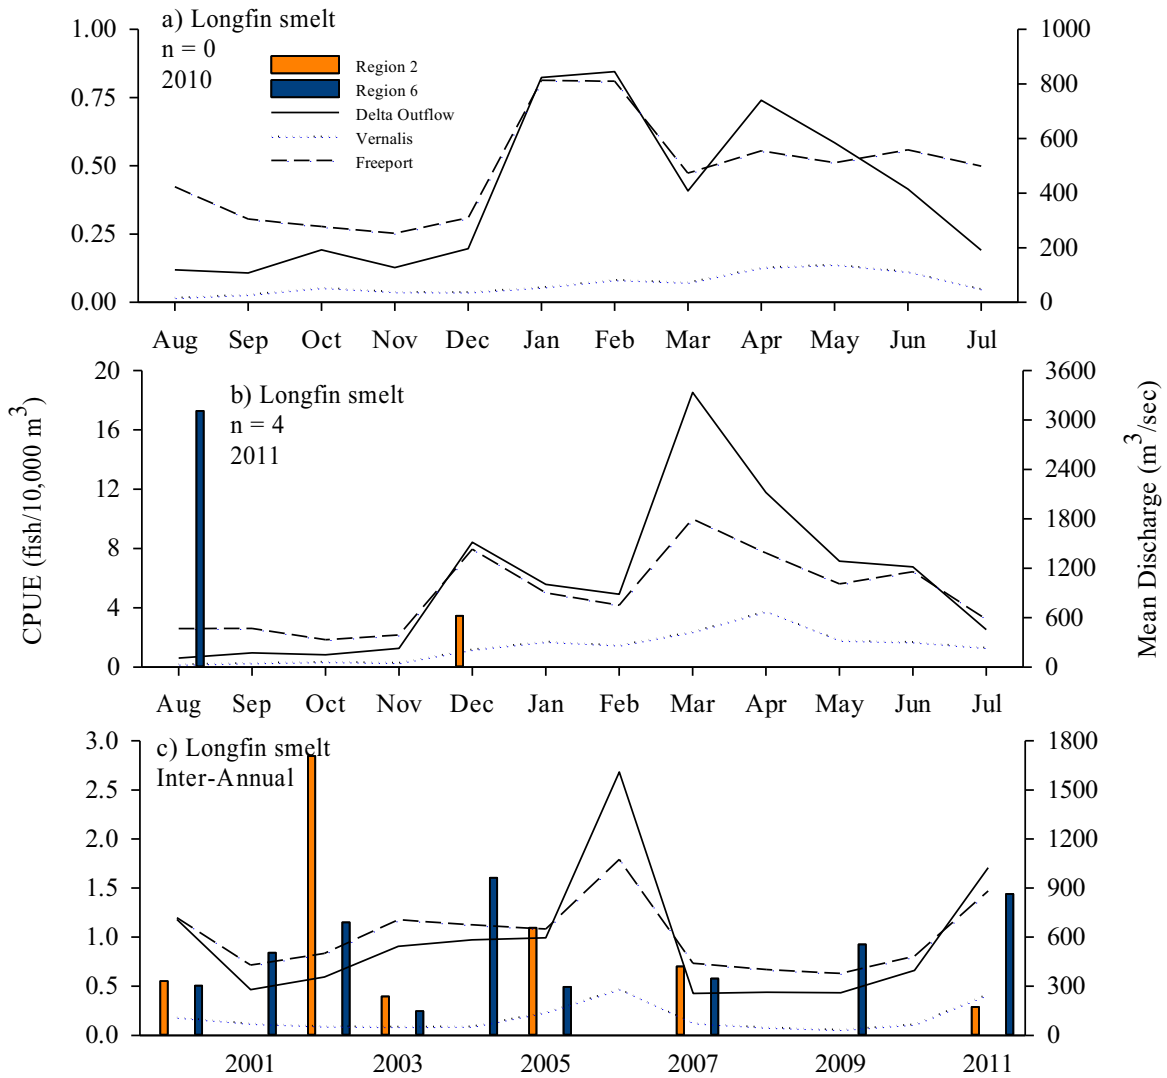 a) Longfin smelt
n = 0
2010
Region 2
Region 6
Delta Outflow
Vernalis
Freeport
1.00
0.75
0.50
0.25
0.00
1000
800
600
400
200
0
Aug Sep Oct Nov Dec Jan Feb Mar Apr May Jun Jul
b) Longfin smelt
n = 4
2011
20
16
12
8
4
0
3600
3000
2400
1800
1200
600
0
CPUE (fish/10,000 m³)
Mean Discharge (m³/sec)
Aug Sep Oct Nov Dec Jan Feb Mar Apr May Jun Jul
c) Longfin smelt
Inter-Annual
3.0
2.5
2.0
1.5
1.0
0.5
0.0
1800
1500
1200
900
600
300
0
2001 2003 2005 2007 2009 2011